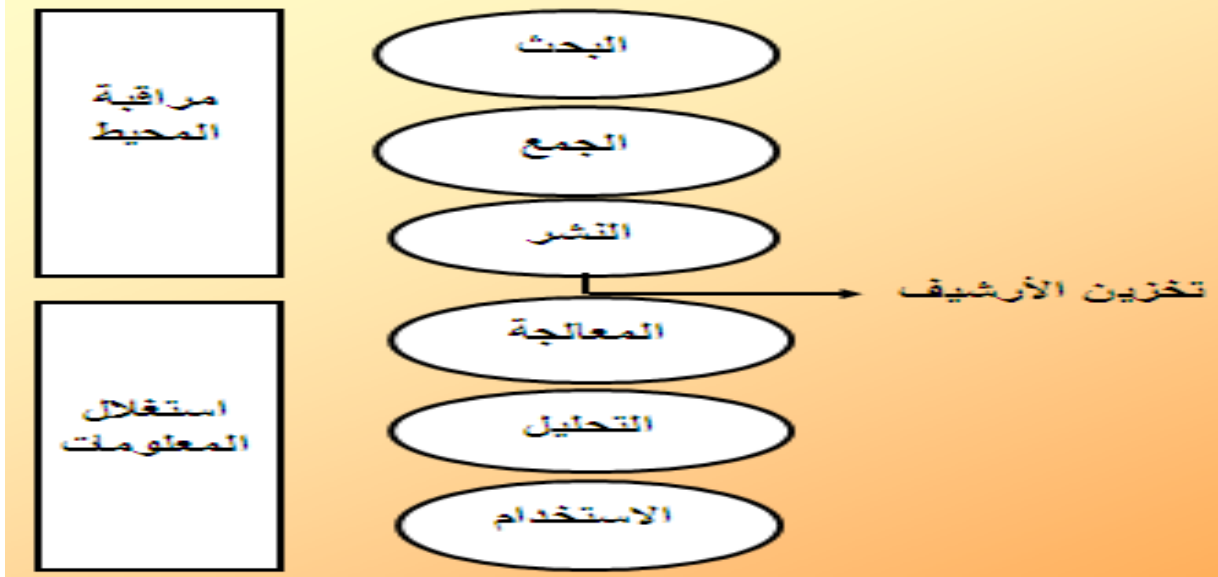 مراقبة
المحيط
البحث
الجمع
النشر
تخزين الأرشيف
استغلال
المعلومات
المعالجة
التحليل
الاستخدام